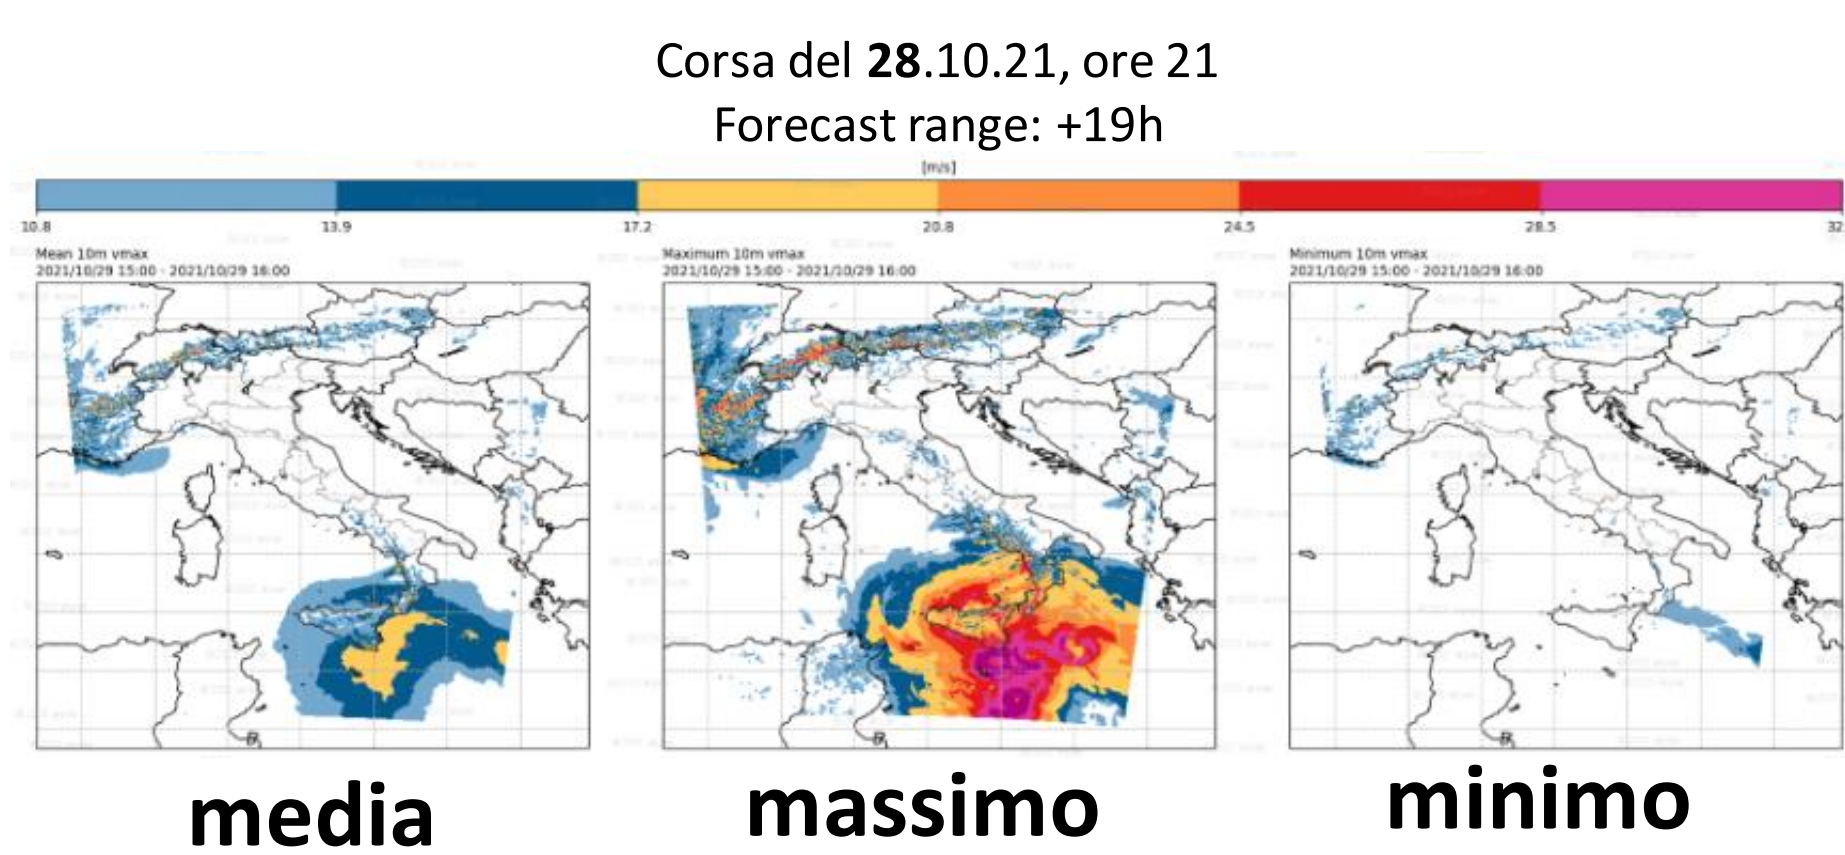 Corsa del 28.10.21, ore 21
Forecast range: +19h
[m/s]
10.8 13.9 17.2 20.8 24.5 28.5 32.
Mean 10m vmax
2021/10/29 15:00 - 2021/10/29 16:00
Maximum 10m vmax
2021/10/29 15:00 - 2021/10/29 16:00
Minimum 10m vmax
2021/10/29 15:00 - 2021/10/29 16:00
media
massimo
minimo